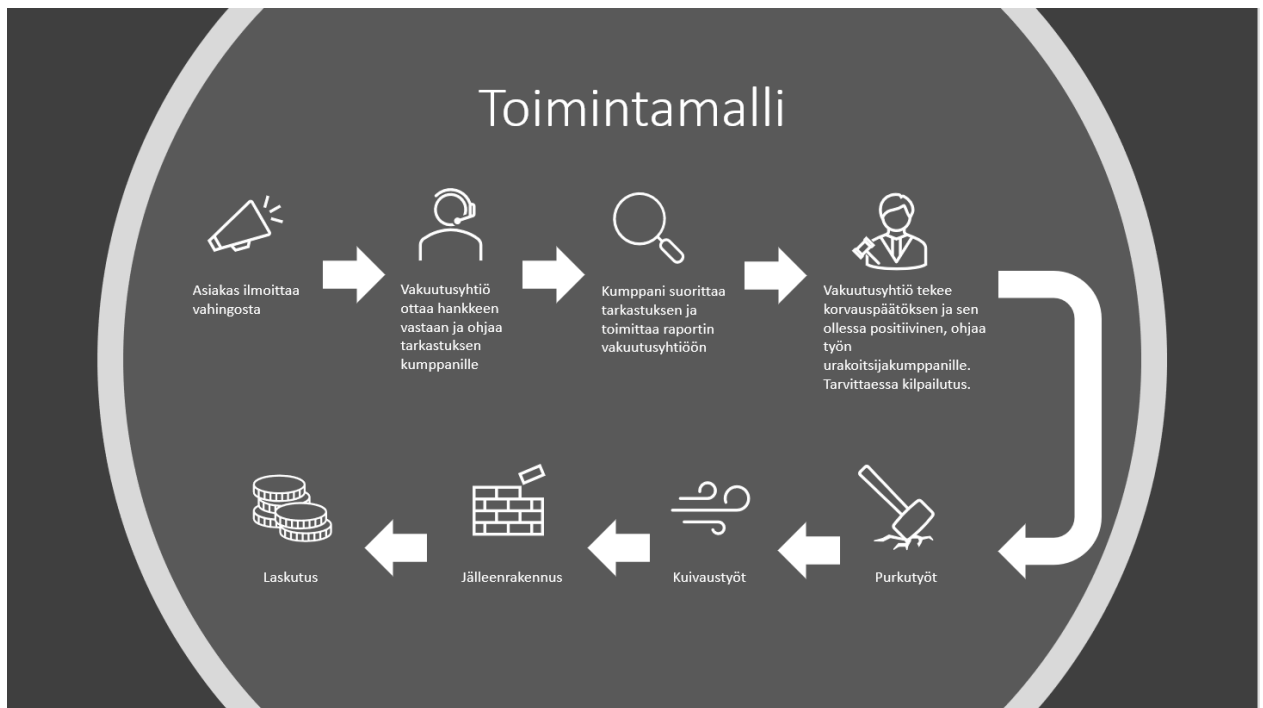 Toimintamalli
Asiakas ilmoittaa
vahingosta
Vakuutusyhtiö
ottaa hankkeen
vastaan ja ohjaa
tarkastuksen
kumppanille
Kumppani suorittaa
tarkastuksen ja
toimittaa raportin
vakuutusyhtiöön
Vakuutusyhtiö tekee
korvauspäätöksen ja sen
ollessa positiivinen, ohjaa
työn
urakoitsijakumppanille.
Tarvittaessa kilpailutus.
Laskutus
Jälleenrakennus
Kuivaustyöt
Purkutyöt